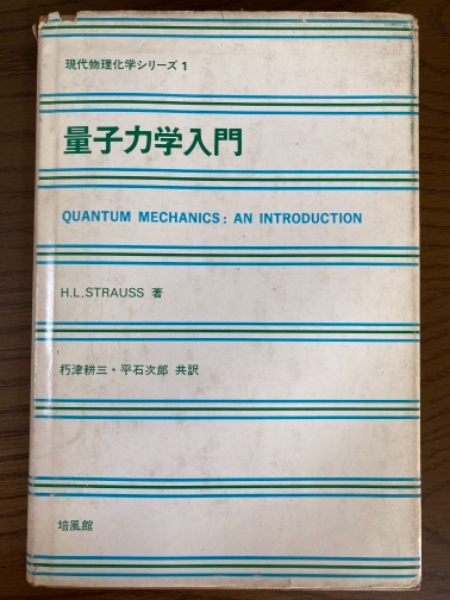 現代物理化学シリーズ 1
量子力学入門
QUANTUM MECHANICS: AN INTRODUCTION
H.L.STRAUSS 著
朽津耕三・平石次郎 共訳
培風館